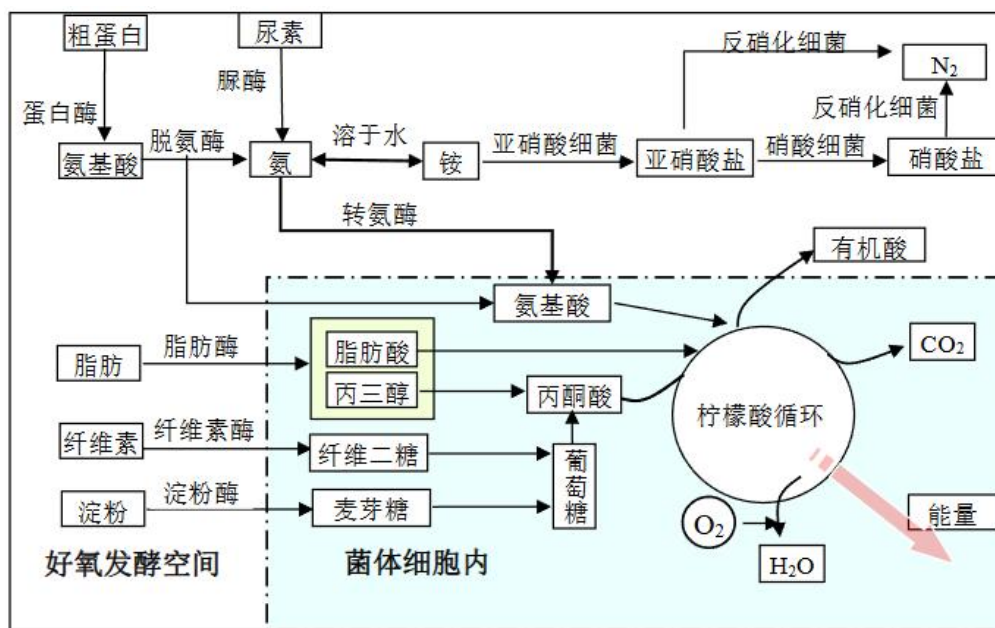 粗蛋白
尿素
反硝化细菌
N₂
脲酶
蛋白酶
反硝化细菌
脱氨酶
溶于水
亚硝酸细菌
硝酸细菌
氨基酸
氨
铵
亚硝酸盐
硝酸盐
转氨酶
有机酸
氨基酸
脂肪酶
脂肪
脂肪酸
CO₂
丙三醇
丙酮酸
柠檬酸循环
纤维素
纤维素酶
纤维二糖
葡萄糖
淀粉酶
淀粉
麦芽糖
O₂
能量
好氧发酵空间
菌体细胞内
H₂O